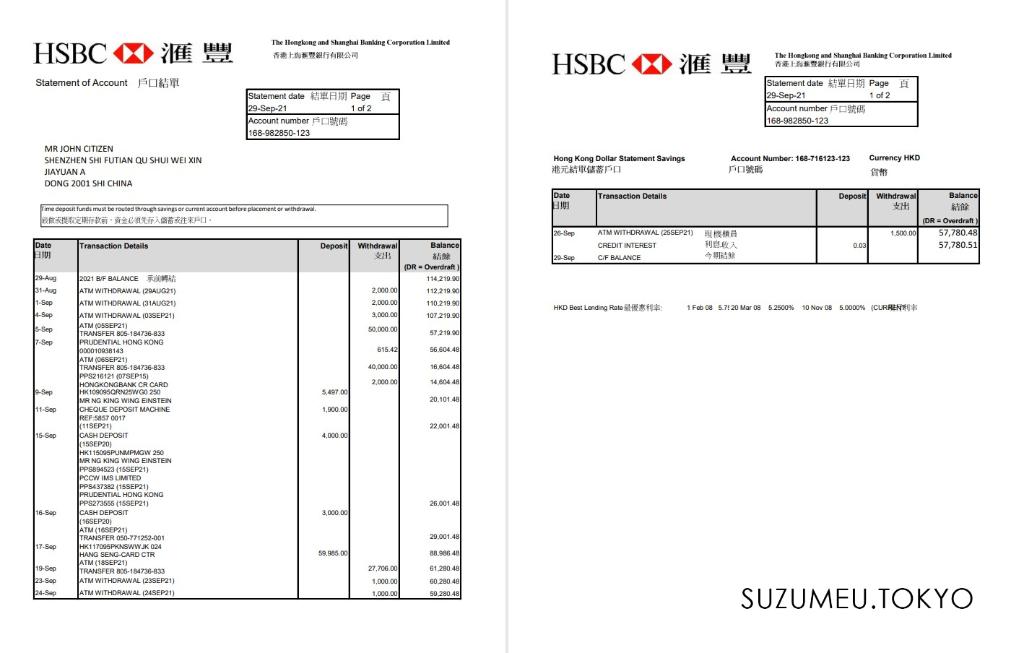 HSBC 滙豐
The Hongkong and Shanghai Banking Corporation Limited
香港上海滙豐銀行有限公司
Statement of Account 戶口結單
Statement date 結單日期 Page 頁
29-Sep-21 1 of 2
Account number 戶口號碼
168-982850-123
MR JOHN CITIZEN
SHENZHEN SHI FUTIAN QU SHUI WEI XIN
JIAYUAN A
DONG 2001 SHI CHINA
Time deposit funds must be routed through savings or current account before placement or withdrawal.
敍做或提取定期存款前，資金必須先存入儲蓄或往來戶口。
Date Transaction Details Deposit Withdrawal Balance
日期 支出 結餘
(DR = Overdraft )
29-Aug 2021 B/F BALANCE 承前轉結 114,219.90
31-Aug ATM WITHDRAWAL (29AUG21) 2,000.00 112,219.90
1-Sep ATM WITHDRAWAL (31AUG21) 2,000.00 110,219.90
4-Sep ATM WITHDRAWAL (03SEP21) 3,000.00 107,219.90
5-Sep ATM (05SEP21) 50,000.00
TRANSFER 805-184736-833 57,219.90
7-Sep PRUDENTIAL HONG KONG
000010938143 615.42 56,604.48
ATM (06SEP21)
TRANSFER 805-184736-833 40,000.00 16,604.48
PPS216121 (07SEP15)
HONGKONGBANK CR CARD 2,000.00 14,604.48
9-Sep HK109095QRN25WG0 250 5,497.00
MR NG KING WING EINSTEIN 20,101.48
11-Sep CHEQUE DEPOSIT MACHINE 1,900.00
REF:5857 0017
(11SEP21) 22,001.48
15-Sep CASH DEPOSIT 4,000.00
(15SEP20)
HK115095PUNMPMGW 250
MR NG KING WING EINSTEIN
PPS894523 (15SEP21)
PCCW IMS LIMITED
PPS437382 (15SEP21)
PRUDENTIAL HONG KONG
PPS273555 (15SEP21) 26,001.48
16-Sep CASH DEPOSIT 3,000.00
(16SEP20)
ATM (16SEP21)
TRANSFER 050-771252-001 29,001.48
17-Sep HK117095PKNSWWJK 024
HANG SENG-CARD CTR 59,985.00 88,986.48
ATM (18SEP21)
19-Sep TRANSFER 805-184736-833 27,706.00 61,280.48
23-Sep ATM WITHDRAWAL (23SEP21) 1,000.00 60,280.48
24-Sep ATM WITHDRAWAL (24SEP21) 1,000.00 59,280.48
HSBC 滙豐
The Hongkong and Shanghai Banking Corporation Limited
香港上海滙豐銀行有限公司
Statement date 結單日期 Page 頁
29-Sep-21 1 of 2
Account number 戶口號碼
168-982850-123
Hong Kong Dollar Statement Savings Account Number: 168-716123-123 Currency HKD
港元結單儲蓄戶口 戶口號碼 貨幣
Date Transaction Details Deposit Withdrawal Balance
日期 支出 結餘
(DR = Overdraft )
26-Sep ATM WITHDRAWAL (25SEP21) 現機櫃員 1,500.00 57,780.48
CREDIT INTEREST 利息收入 0.03 57,780.51
29-Sep C/F BALANCE 今期結餘
HKD Best Lending Rate 最優惠利率: 1 Feb 08 20 Mar 08 5.2500% 10 Nov 08 5.0000%
SUZUMEU.TOKYO